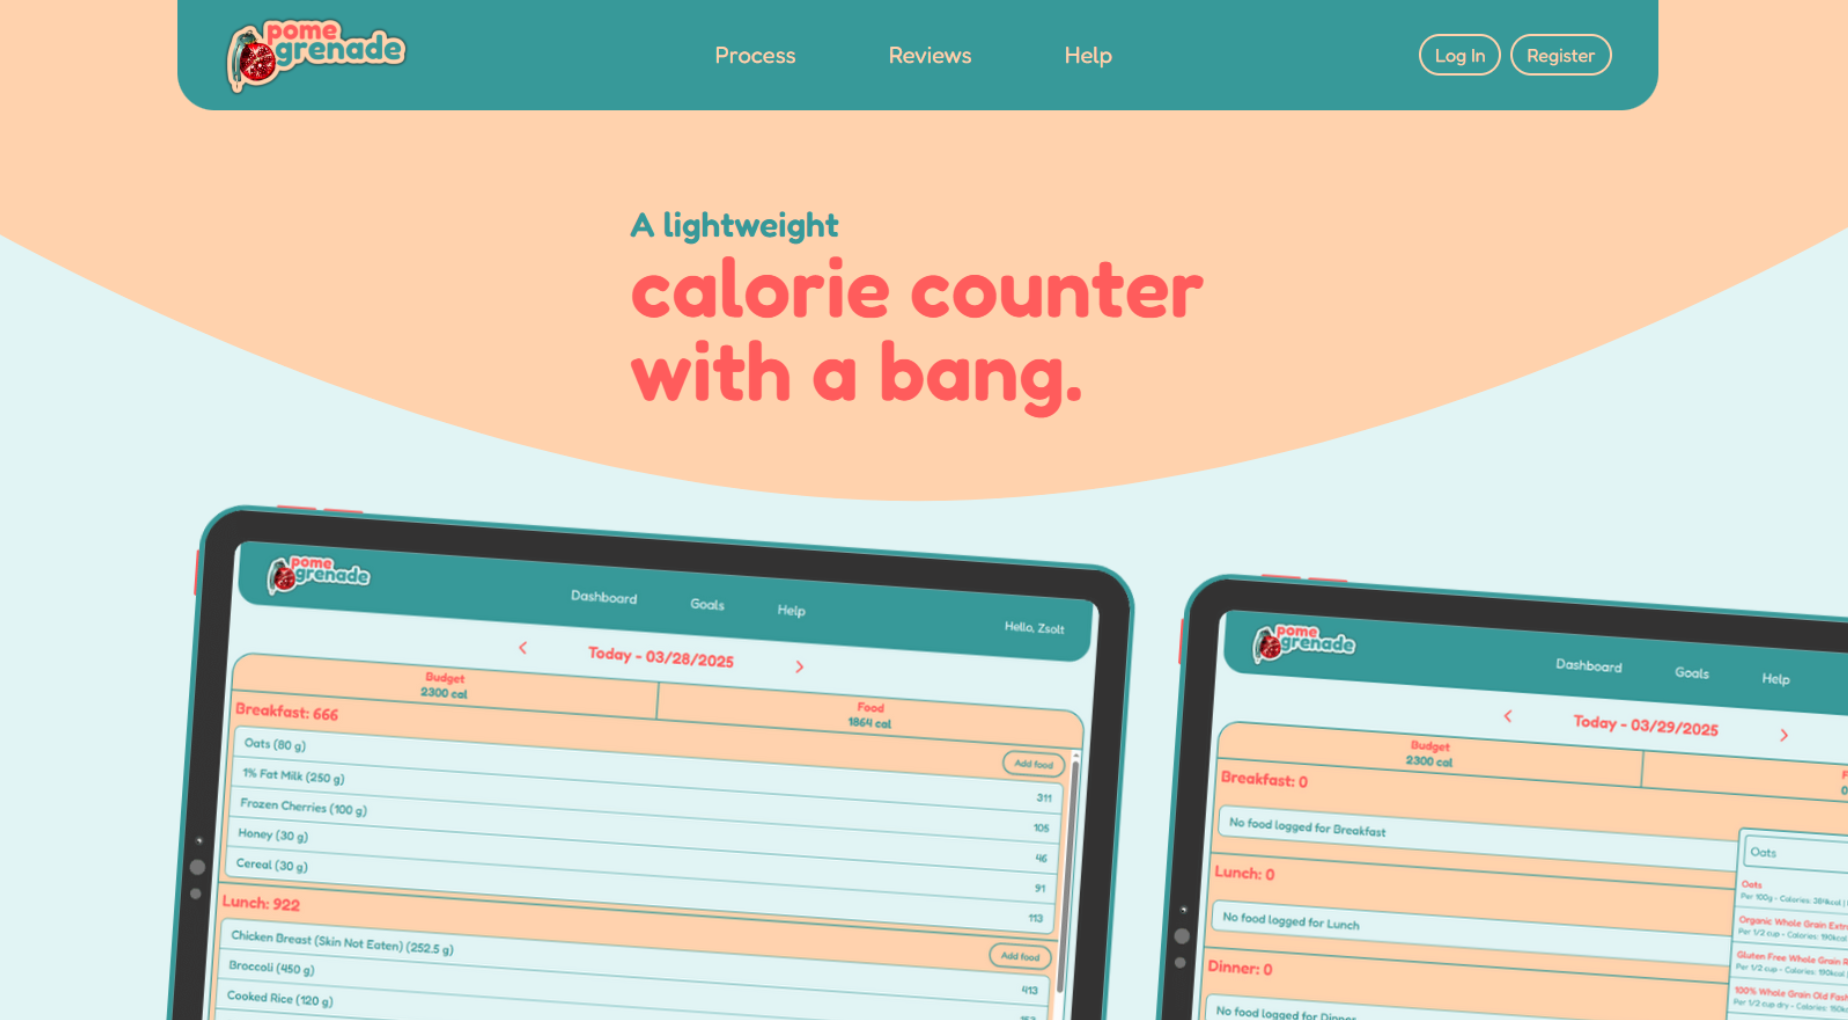 pome
grenade
Process
Reviews
Help
Log In
Register
A lightweight
calorie counter
with a bang.
pome
grenade
Dashboard
Goals
Help
Hello, Zsolt
Today - 03/28/2025
Budget
2300 cal
Food
1864 cal
Breakfast: 666
Add food
Oats (80 g)
311
1% Fat Milk (250 g)
105
Frozen Cherries (100 g)
46
Honey (30 g)
91
Cereal (30 g)
113
Lunch: 922
Add food
Chicken Breast (Skin Not Eaten) (252.5 g)
413
Broccoli (450 g)
Cooked Rice (120 g)
pome
grenade
Dashboard
Goals
Help
Today - 03/29/2025
Budget
2300 cal
F
0
Breakfast: 0
No food logged for Breakfast
Lunch: 0
No food logged for Lunch
Dinner: 0
No food logged for Dinner
Oats
Oats
Per 100g - Calories: 389kcal |
Organic Whole Grain Extr
Per 1/2 cup - Calories: 190kcal
Gluten Free Whole Grain R
Per 1/2 cup - Calories: 190kcal |
100% Whole Grain Old Fash
Per 1/2 cup dry - Calories: